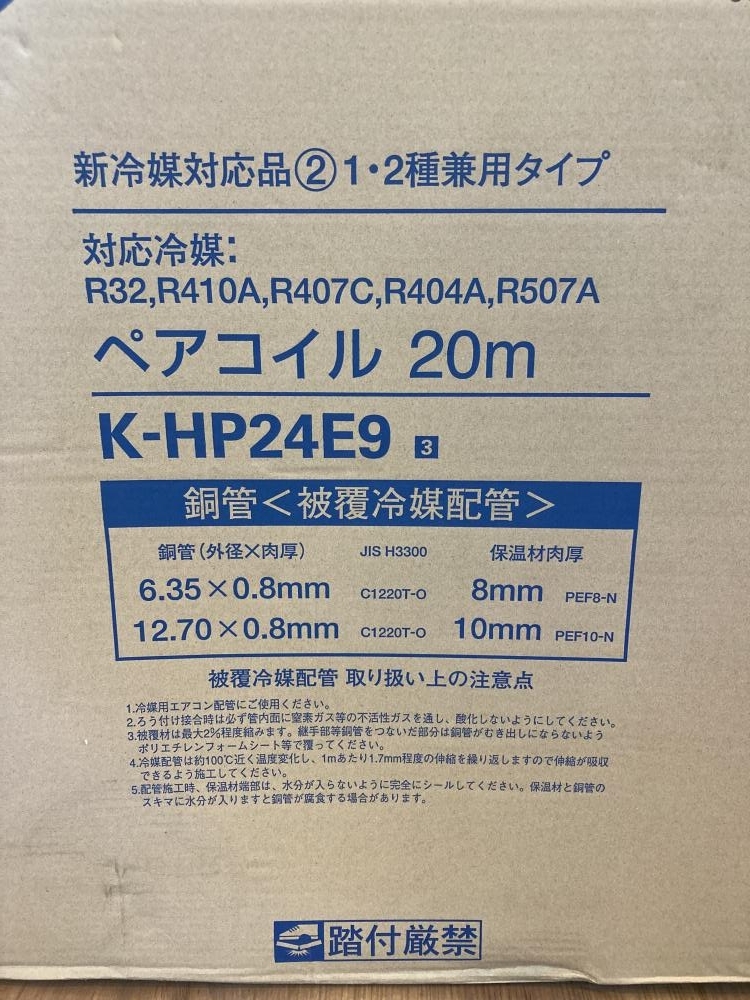 新冷媒対応品②1・2種兼用タイプ
対応冷媒:
R32,R410A,R407C,R404A,R507A
ペアコイル 20m
K-HP24E9 3
銅管<被覆冷媒配管>
銅管(外径×肉厚) JIS H3300 保温材肉厚
6.35×0.8mm C1220T-O 8mm PEF8-N
12.70×0.8mm C1220T-O 10mm PEF10-N
被覆冷媒配管 取り扱い上の注意点
1.冷媒用エアコン配管にご使用ください。
2.ろう付け接合時は必ず管内面に窒素ガス等の不活性ガスを通し、酸化しないようにしてください。
3.被覆材は最大2%程度縮みます。継手部等銅管をつないだ部分は銅管がむき出しにならないよう
ポリエチレンフォームシート等で覆ってください。
4.冷媒配管は約100℃近く温度変化し、1mあたり1.7mm程度の伸縮を繰り返しますので伸縮が吸収
できるよう施工してください。
5.配管施工時、保温材端部は、水分が入らないように完全にシールしてください。保温材と銅管の
スキマに水分が入りますと銅管が腐食する場合があります。
踏付厳禁